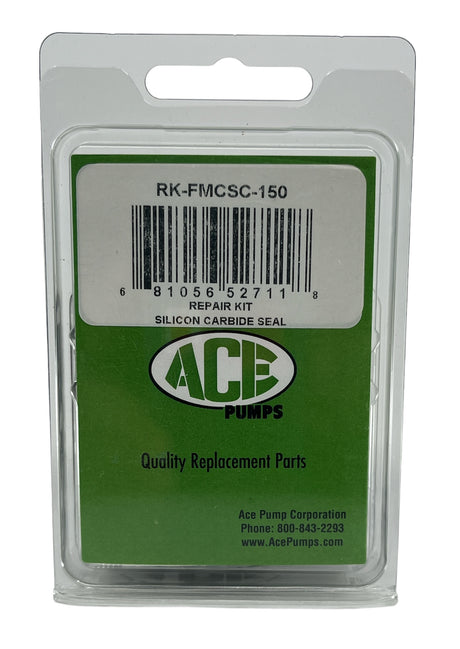 RK-FMCSC-150
6 81056 52711 8
REPAIR KIT
SILICON CARBIDE SEAL
ACE
PUMPS
Quality Replacement Parts
Ace Pump Corporation
Phone: 800-843-2293
www.AcePumps.com